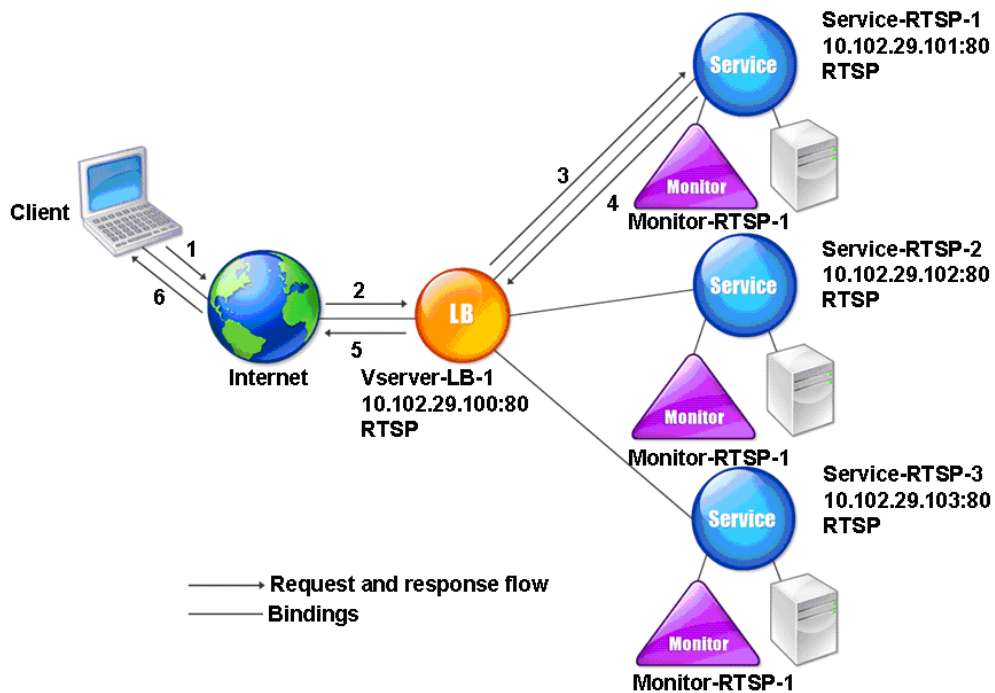 Service-RTSP-1
10.102.29.101:80
RTSP
Service
3
4
Monitor
Monitor-RTSP-1
Client
1
6
2
LB
5
Internet
Vserver-LB-1
10.102.29.100:80
RTSP
Service-RTSP-2
10.102.29.102:80
RTSP
Service
Monitor
Monitor-RTSP-1
Service-RTSP-3
10.102.29.103:80
RTSP
Service
Monitor
Monitor-RTSP-1
Request and response flow
Bindings